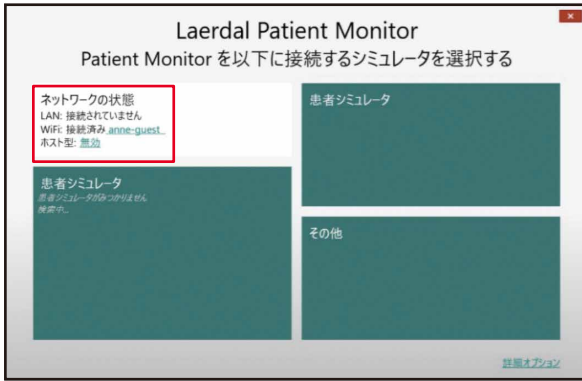 Laerdal Patient Monitor
Patient Monitor を以下に接続するシミュレータを選択する
ネットワークの状態
LAN: 接続されていません
WiFi: 接続済み anne-guest
ホスト型: 無効
患者シミュレータ
患者シミュレータがみつかりません
検索中...
患者シミュレータ
その他
詳細オプション